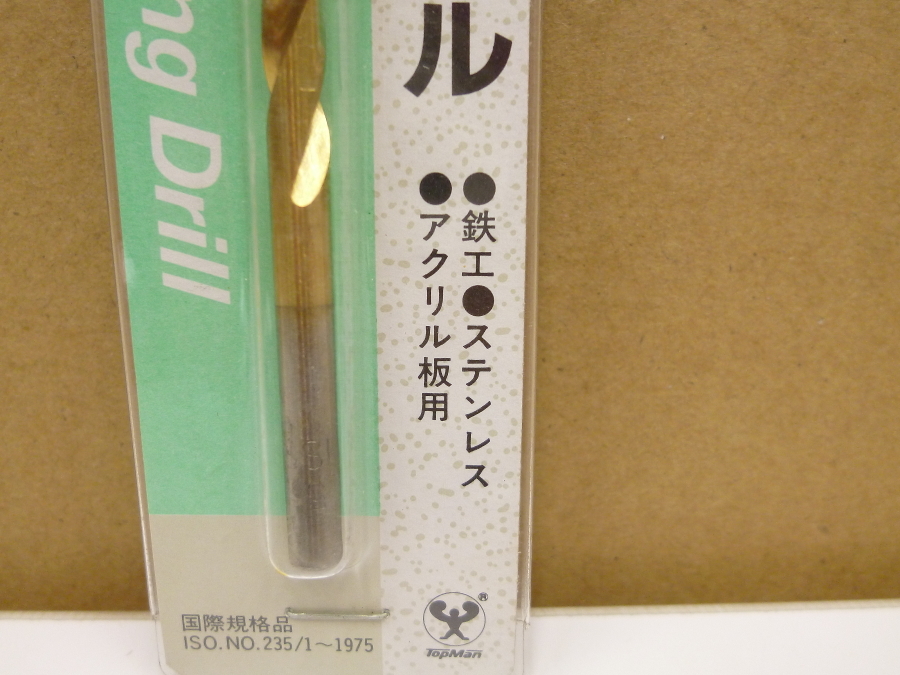 ng Drill
ル
●鉄工●ステンレス
●アクリル板用
国際規格品
ISO.NO.235/1～1975
®
TopMan